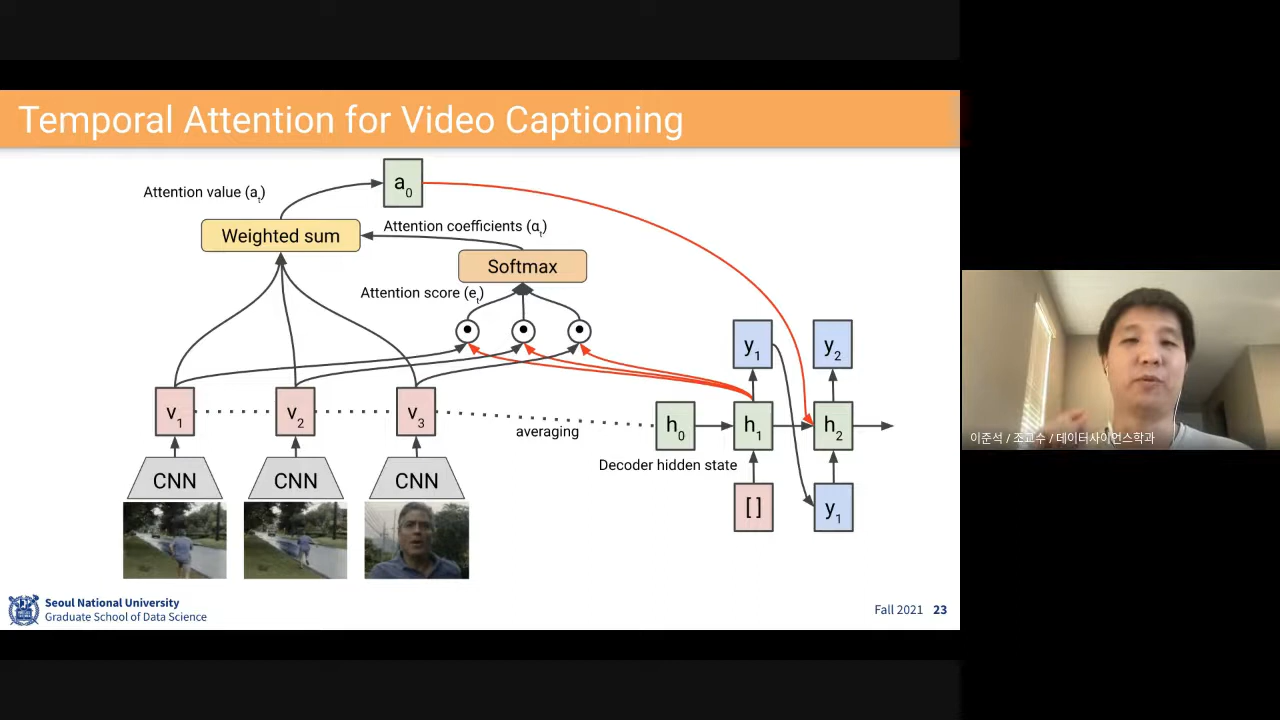 Temporal Attention for Video Captioning
Attention value (aₜ)
a₀
Weighted sum
Attention coefficients (αₜ)
Softmax
Attention score (eₜ)
y₁
y₂
v₁
v₂
v₃
averaging
h₀
h₁
h₂
Decoder hidden state
CNN
CNN
CNN
[ ]
y₁
이준석 / 조교수 / 데이터사이언스학과
Seoul National University
Graduate School of Data Science
Fall 2021 23